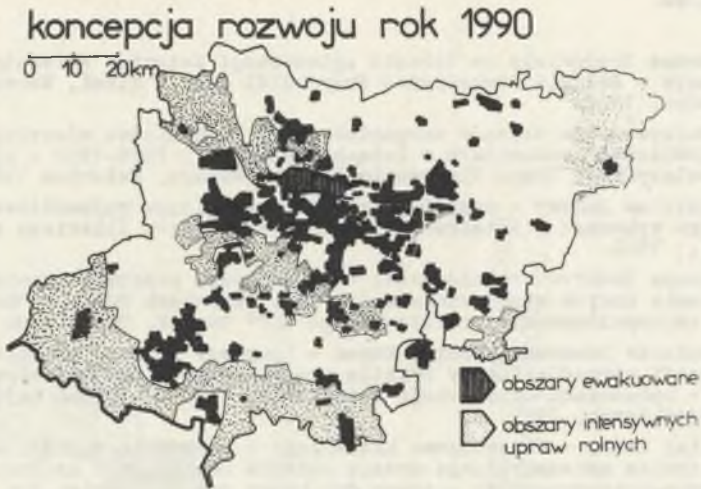 koncepcja rozwoju rok 1990
0 10 20km
obszary ewakuowane
obszary intensywnych
upraw rolnych